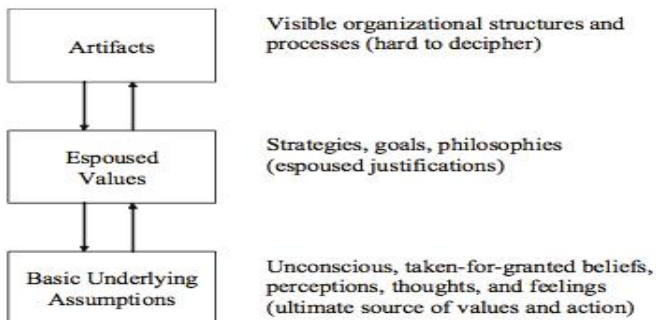 Artifacts
Visible organizational structures and
processes (hard to decipher)
Espoused
Values
Strategies, goals, philosophies
(espoused justifications)
Basic Underlying
Assumptions
Unconscious, taken-for-granted beliefs,
perceptions, thoughts, and feelings
(ultimate source of values and action)